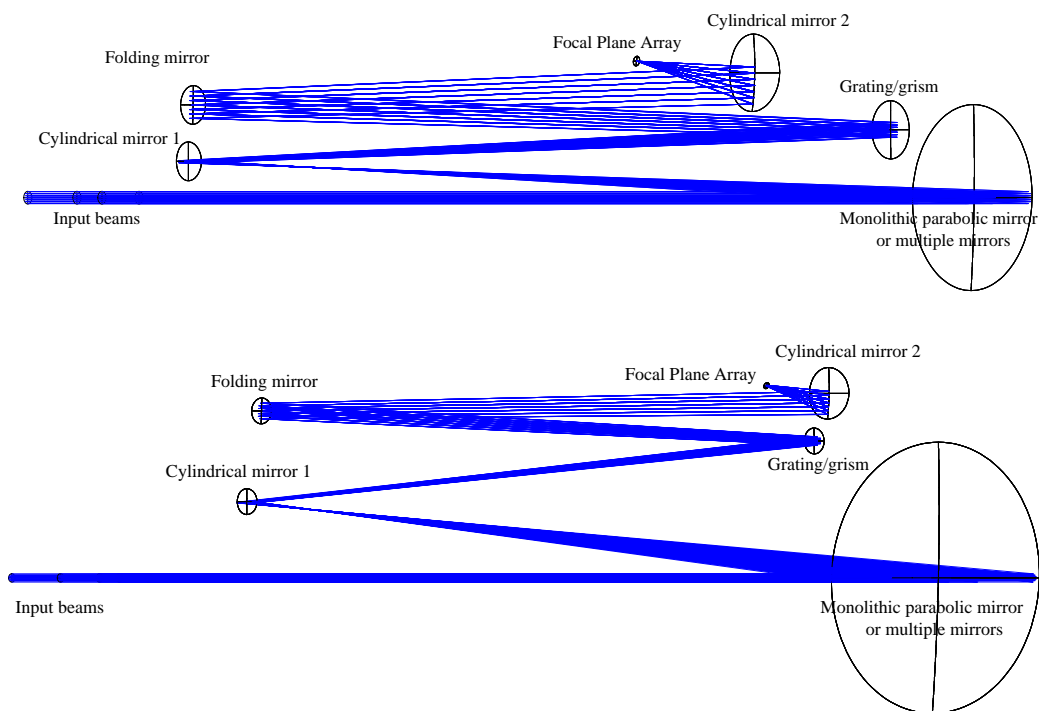 Cylindrical mirror 2
Focal Plane Array
Folding mirror
Grating/grism
Cylindrical mirror 1
Input beams
Monolithic parabolic mirror
or multiple mirrors
Cylindrical mirror 2
Focal Plane Array
Folding mirror
Grating/grism
Cylindrical mirror 1
Input beams
Monolithic parabolic mirror
or multiple mirrors